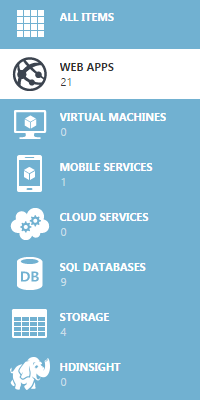 ALL ITEMS
WEB APPS
21
VIRTUAL MACHINES
0
MOBILE SERVICES
1
CLOUD SERVICES
0
DB
SQL DATABASES
9
STORAGE
4
HDINSIGHT
0